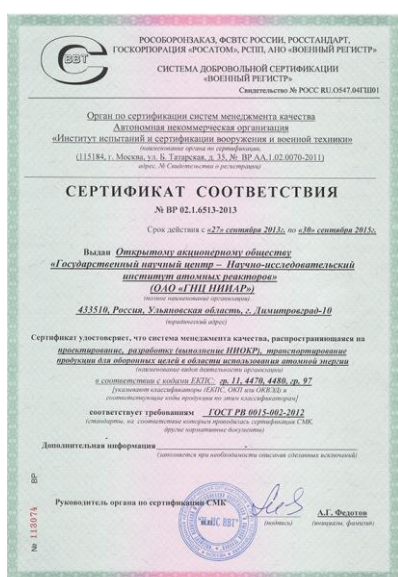 РОСОБОРОНЗАКАЗ, ФСВТС РОССИИ, РОССТАНДАРТ,
ГОСКОРПОРАЦИЯ «РОСАТОМ», РСПП, АНО «ВОЕННЫЙ РЕГИСТР»
ВВТ
СИСТЕМА ДОБРОВОЛЬНОЙ СЕРТИФИКАЦИИ
«ВОЕННЫЙ РЕГИСТР»
Свидетельство № РОСС RU.О547.04ГШ01
Орган по сертификации систем менеджмента качества
Автономная некоммерческая организация
«Институт испытаний и сертификации вооружения и военной техники»
(наименование органа по сертификации,
(115184, г. Москва, ул. Б. Татарская, д. 35, № ВР АА.1.02.0070-2011)
адрес, № Свидетельства о регистрации)
СЕРТИФИКАТ СООТВЕТСТВИЯ
№ ВР 02.1.6513-2013
Срок действия с «27» сентября 2013г. по «30» сентября 2015г.
Выдан Открытому акционерному обществу
«Государственный научный центр – Научно-исследовательский
институт атомных реакторов»
(ОАО «ГНЦ НИИАР»)
(полное наименование организации)
433510, Россия, Ульяновская область, г. Димитровград-10
(юридический адрес)
Сертификат удостоверяет, что система менеджмента качества, распространяющаяся на
проектирование, разработку (выполнение НИОКР), транспортирование
продукции для оборонных целей в области использования атомной энергии
(наименование видов деятельности организации)
в соответствии с кодами ЕКПС: гр. 11, 4470, 4480, гр. 97
[указывают классификаторы (ЕКПС, ОКП или ОКВЭД) и
соответствующие коды продукции по этим классификаторам]
соответствует требованиям ГОСТ РВ 0015-002-2012
(стандарты, на соответствие которым проводилась сертификация СМК,
другие нормативные документы)
Дополнительная информация
(заполняется при необходимости описания сделанных исключений)
ВР
№ 113074
Руководитель органа по сертификации СМК
А.Г. Федотов
(подпись) (инициалы, фамилия)